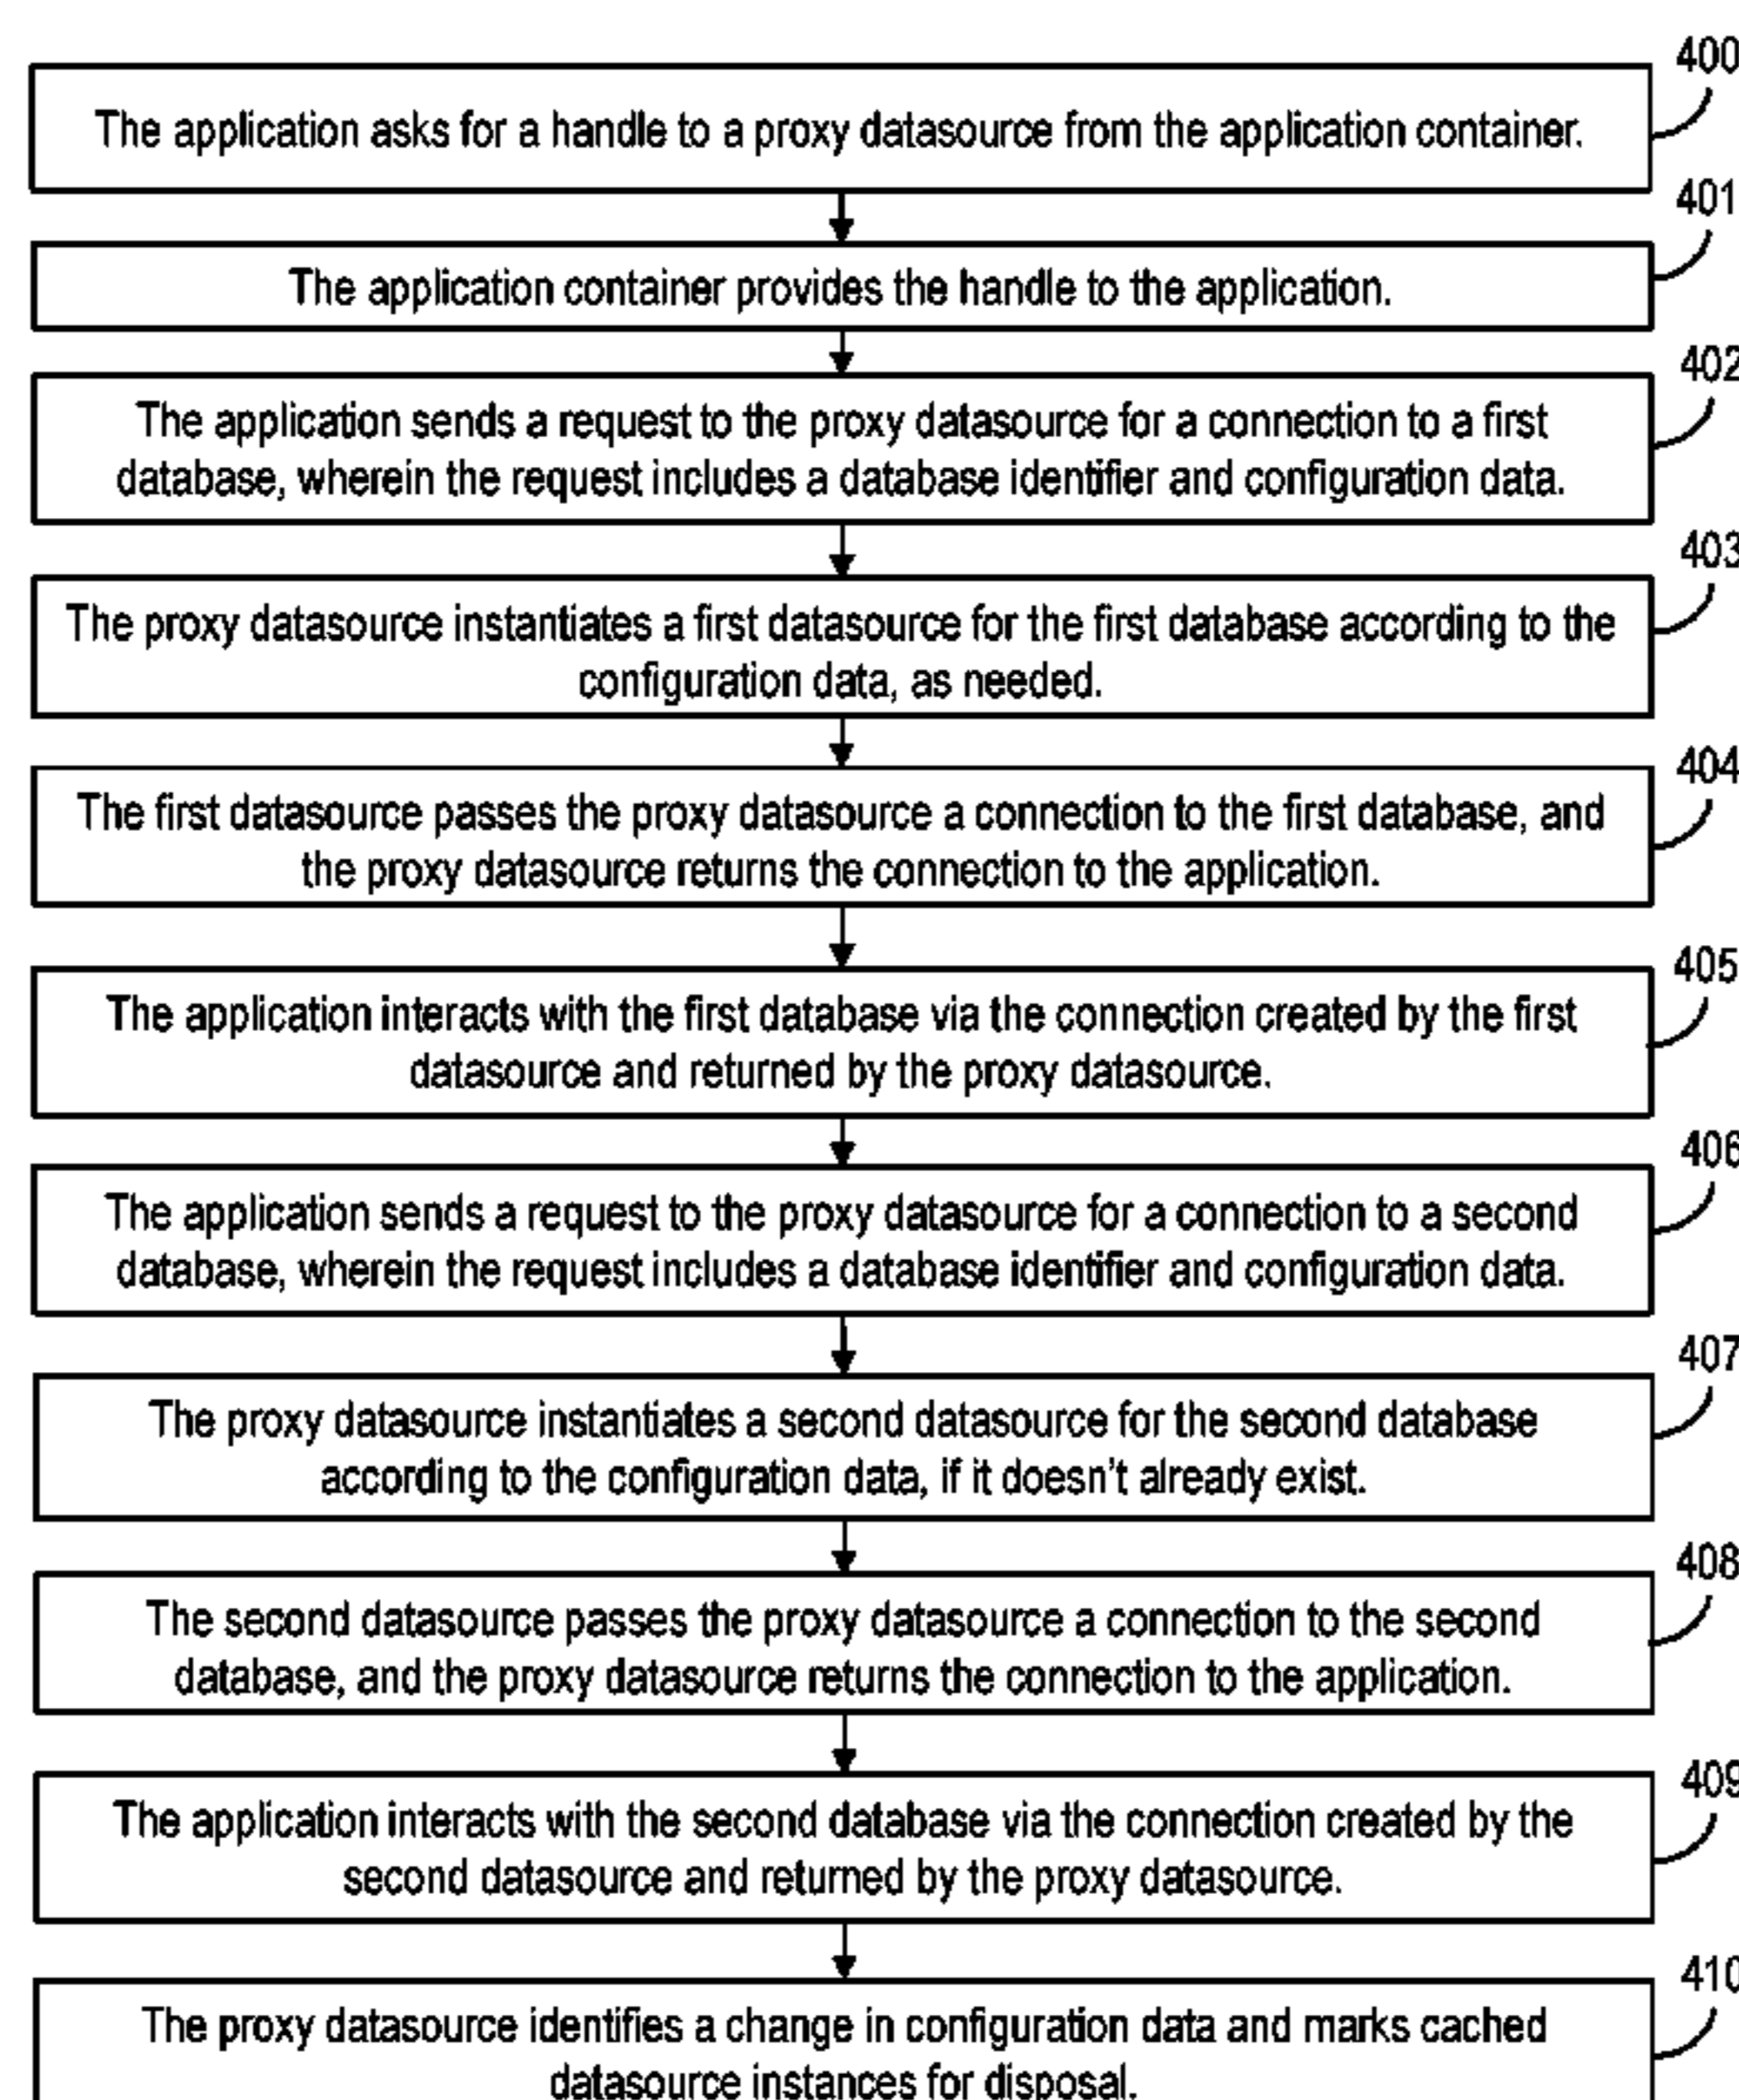 400
The application asks for a handle to a proxy datasource from the application container.
401
The application container provides the handle to the application.
402
The application sends a request to the proxy datasource for a connection to a first
database, wherein the request includes a database identifier and configuration data.
403
The proxy datasource instantiates a first datasource for the first database according to the
configuration data, as needed.
404
The first datasource passes the proxy datasource a connection to the first database, and
the proxy datasource returns the connection to the application.
405
The application interacts with the first database via the connection created by the first
datasource and returned by the proxy datasource.
406
The application sends a request to the proxy datasource for a connection to a second
database, wherein the request includes a database identifier and configuration data.
407
The proxy datasource instantiates a second datasource for the second database
according to the configuration data, if it doesn't already exist.
408
The second datasource passes the proxy datasource a connection to the second
database, and the proxy datasource returns the connection to the application.
409
The application interacts with the second database via the connection created by the
second datasource and returned by the proxy datasource.
410
The proxy datasource identifies a change in configuration data and marks cached
datasource instances for disposal.